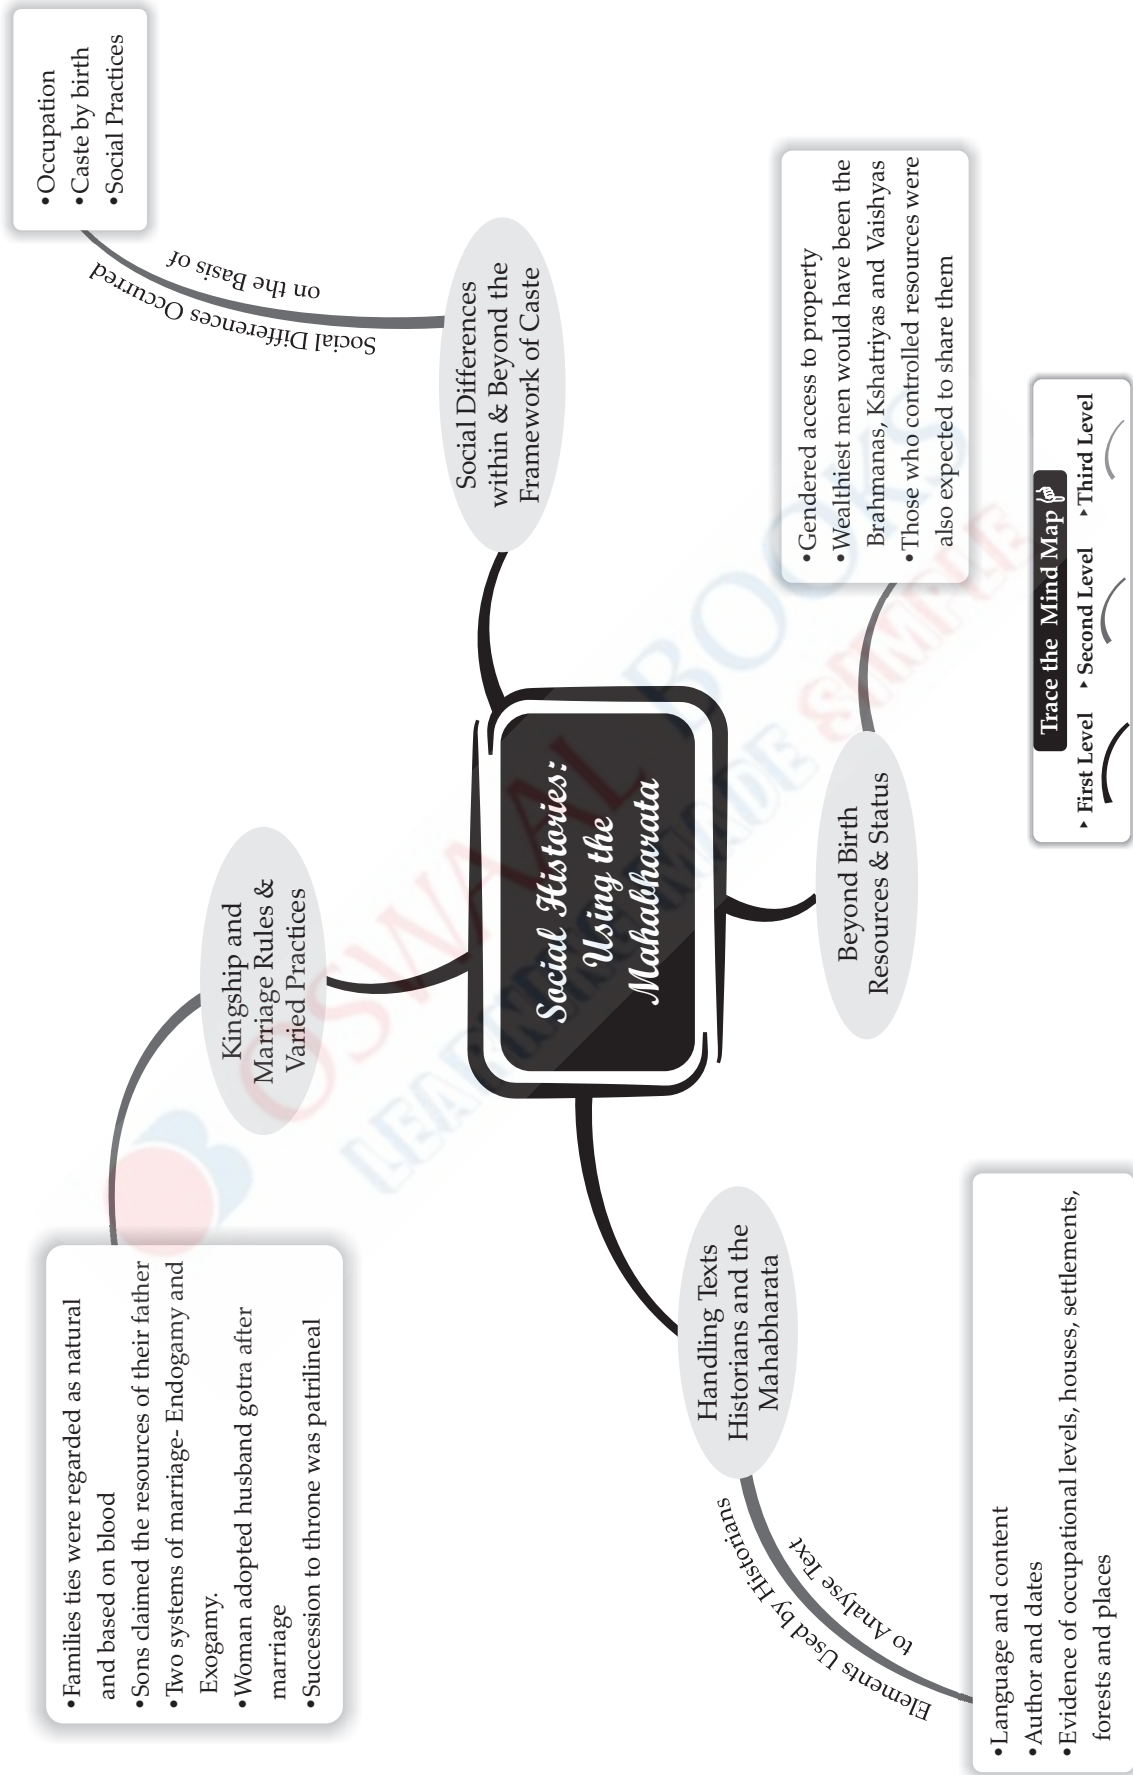 Social Histories:
Using the
Mahabharata
Kingship and
Marriage Rules &
Varied Practices
•Families ties were regarded as natural
and based on blood
•Sons claimed the resources of their father
•Two systems of marriage- Endogamy and
Exogamy.
•Woman adopted husband gotra after
marriage
•Succession to throne was patrilineal
Social Differences
within & Beyond the
Framework of Caste
Social Differences Occurred
on the Basis of
•Occupation
•Caste by birth
•Social Practices
Handling Texts
Historians and the
Mahabharata
Elements Used by Historians
to Analyse Text
•Language and content
•Author and dates
•Evidence of occupational levels, houses, settlements,
forests and places
Beyond Birth
Resources & Status
•Gendered access to property
•Wealthiest men would have been the
Brahmanas, Kshatriyas and Vaishyas
•Those who controlled resources were
also expected to share them
Trace the Mind Map
First Level
Second Level
Third Level
OSWAAL BOOKS
LEARNING MADE SIMPLE